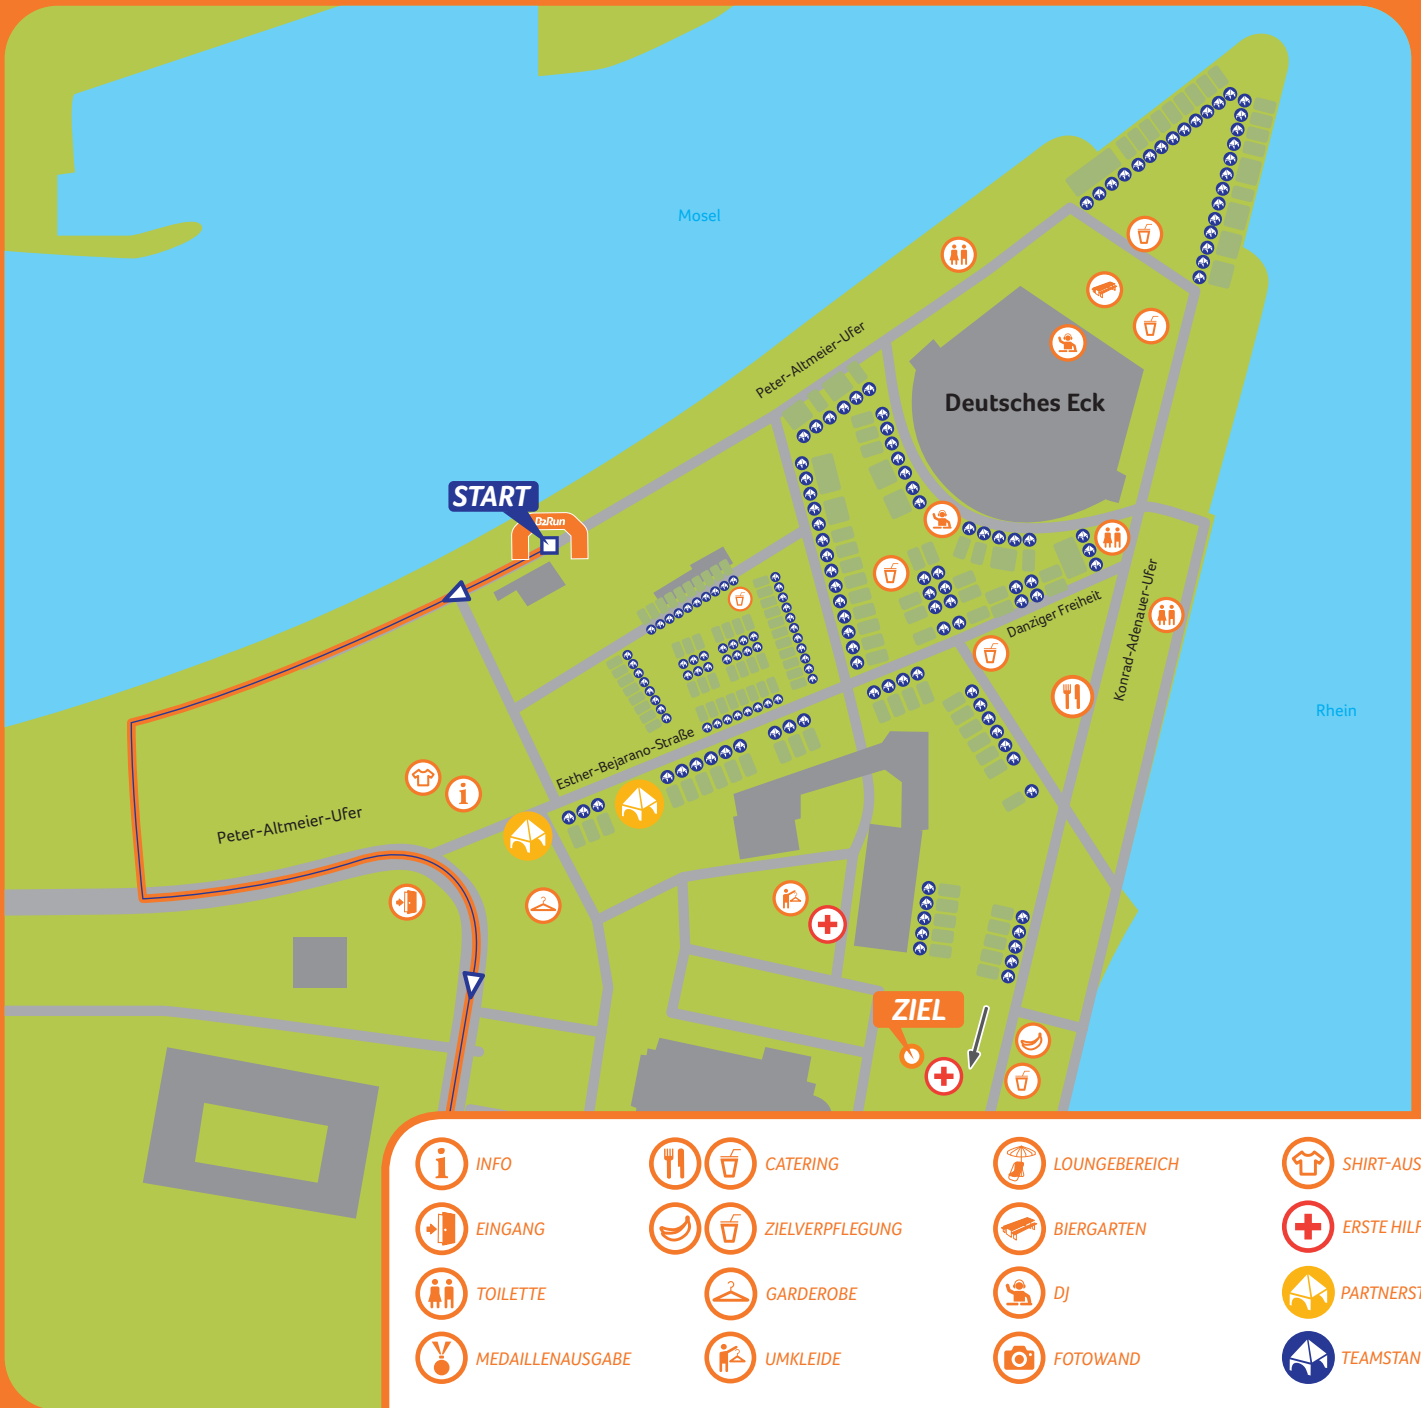 Mosel
Peter-Altmeier-Ufer
Deutsches Eck
START
DzRun
Danziger Freiheit
Konrad-Adenauer-Ufer
Rhein
Esther-Bejarano-Straße
Peter-Altmeier-Ufer
ZIEL
INFO
CATERING
LOUNGEBEREICH
SHIRT-AUS
EINGANG
ZIELVERPFLEGUNG
BIERGARTEN
ERSTE HILF
TOILETTE
GARDEROBE
DJ
PARTNERST
MEDAILLENAUSGABE
UMKLEIDE
FOTOWAND
TEAMSTAN